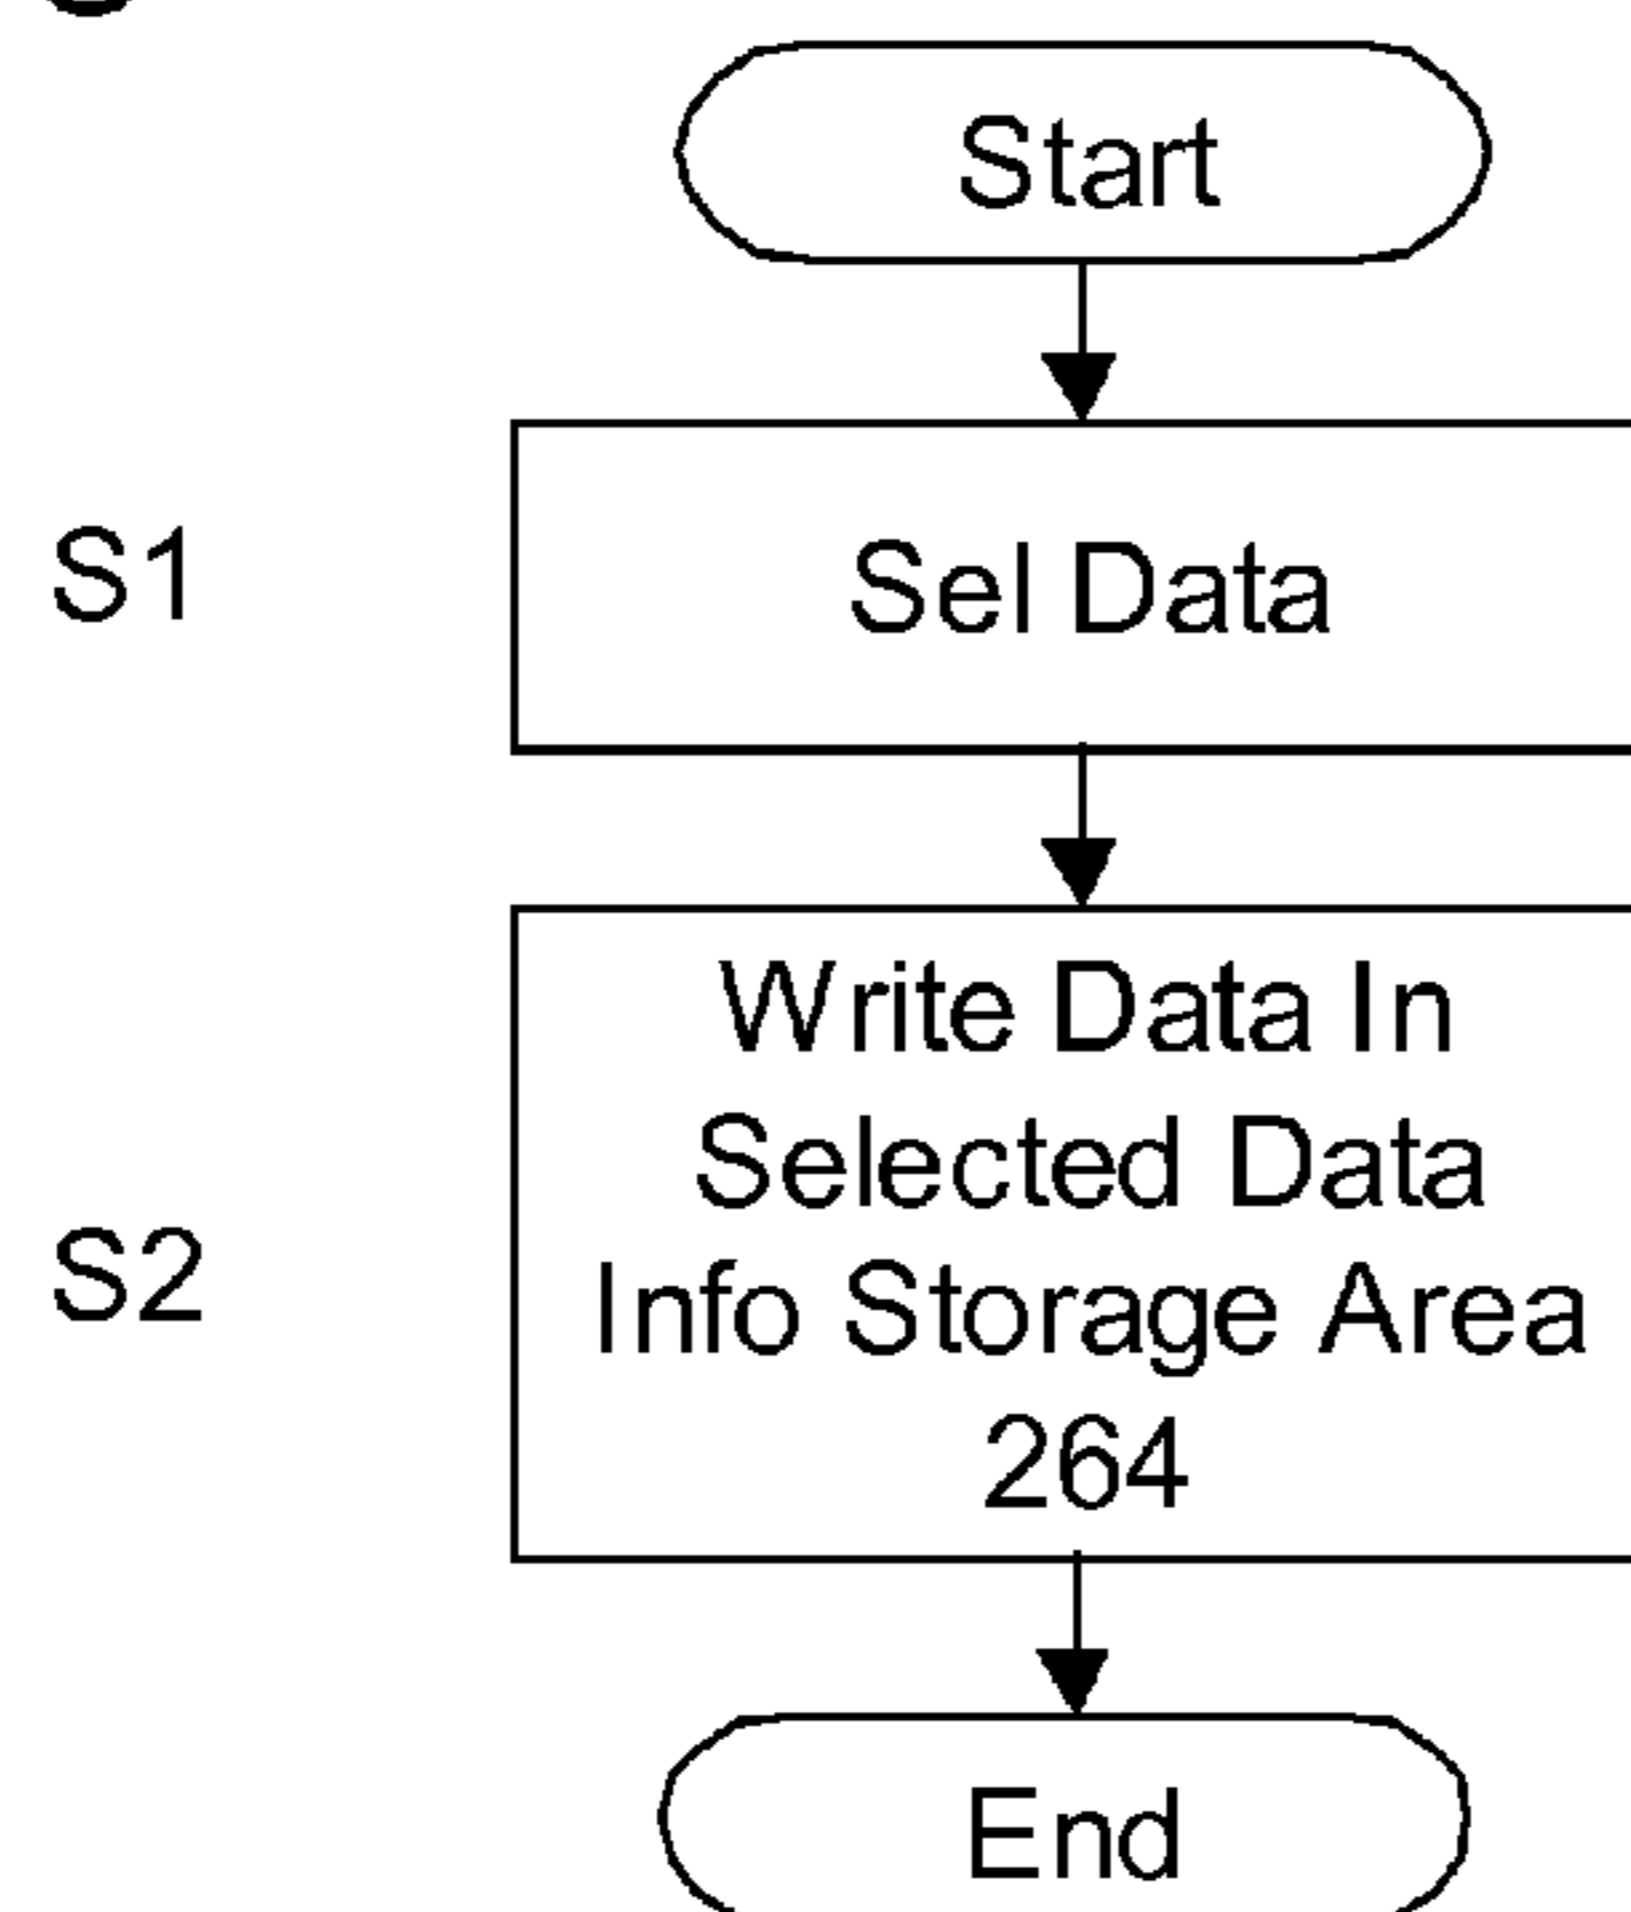 Start
S1
Sel Data
Write Data In
Selected Data
S2
Info Storage Area
264
End